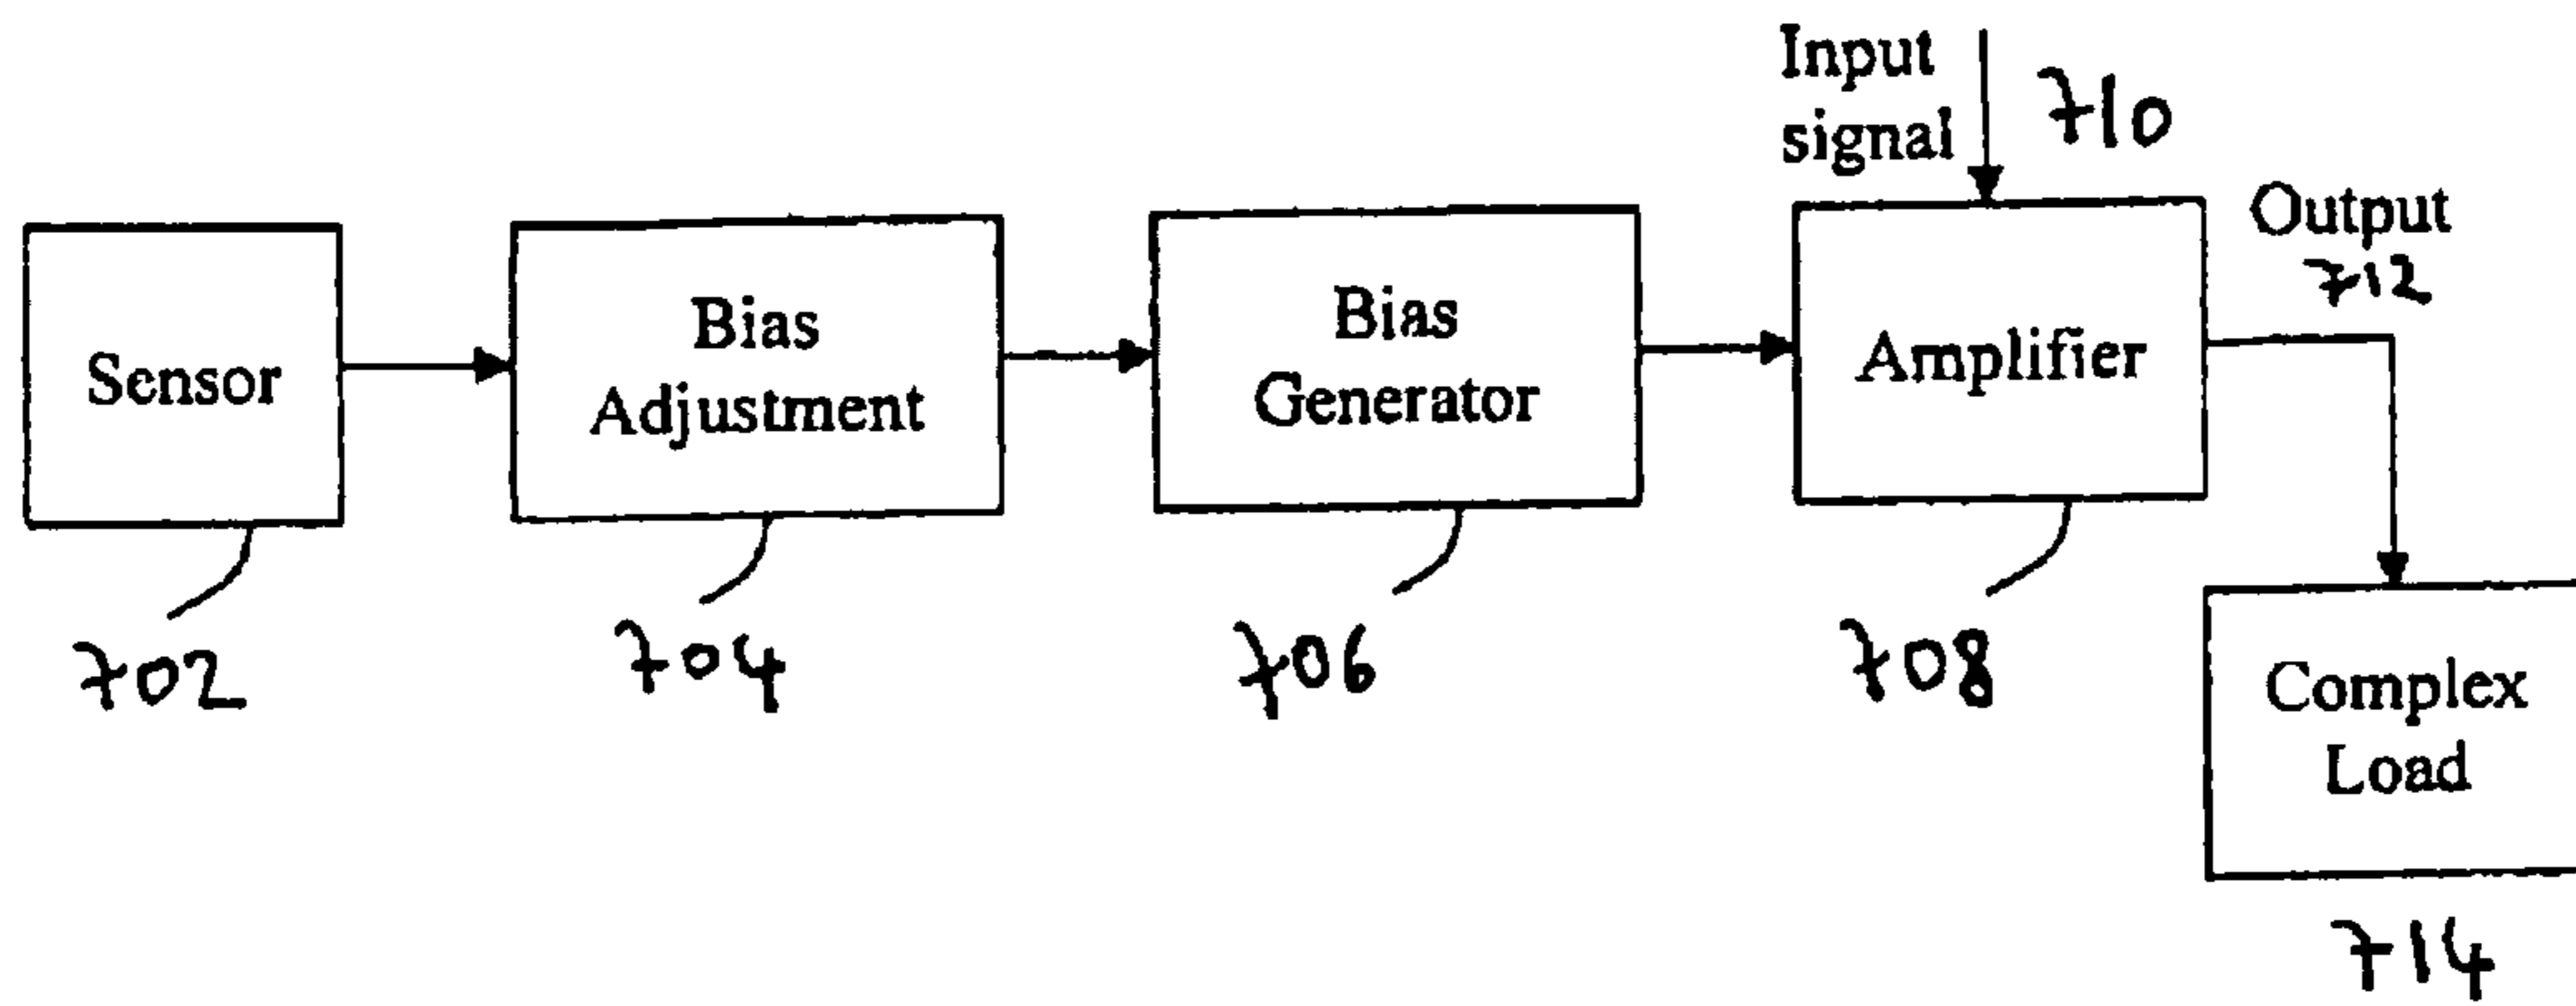 Input
signal
710
Output
712
Sensor
Bias
Adjustment
Bias
Generator
Amplifier
702
704
706
708
Complex
Load
714